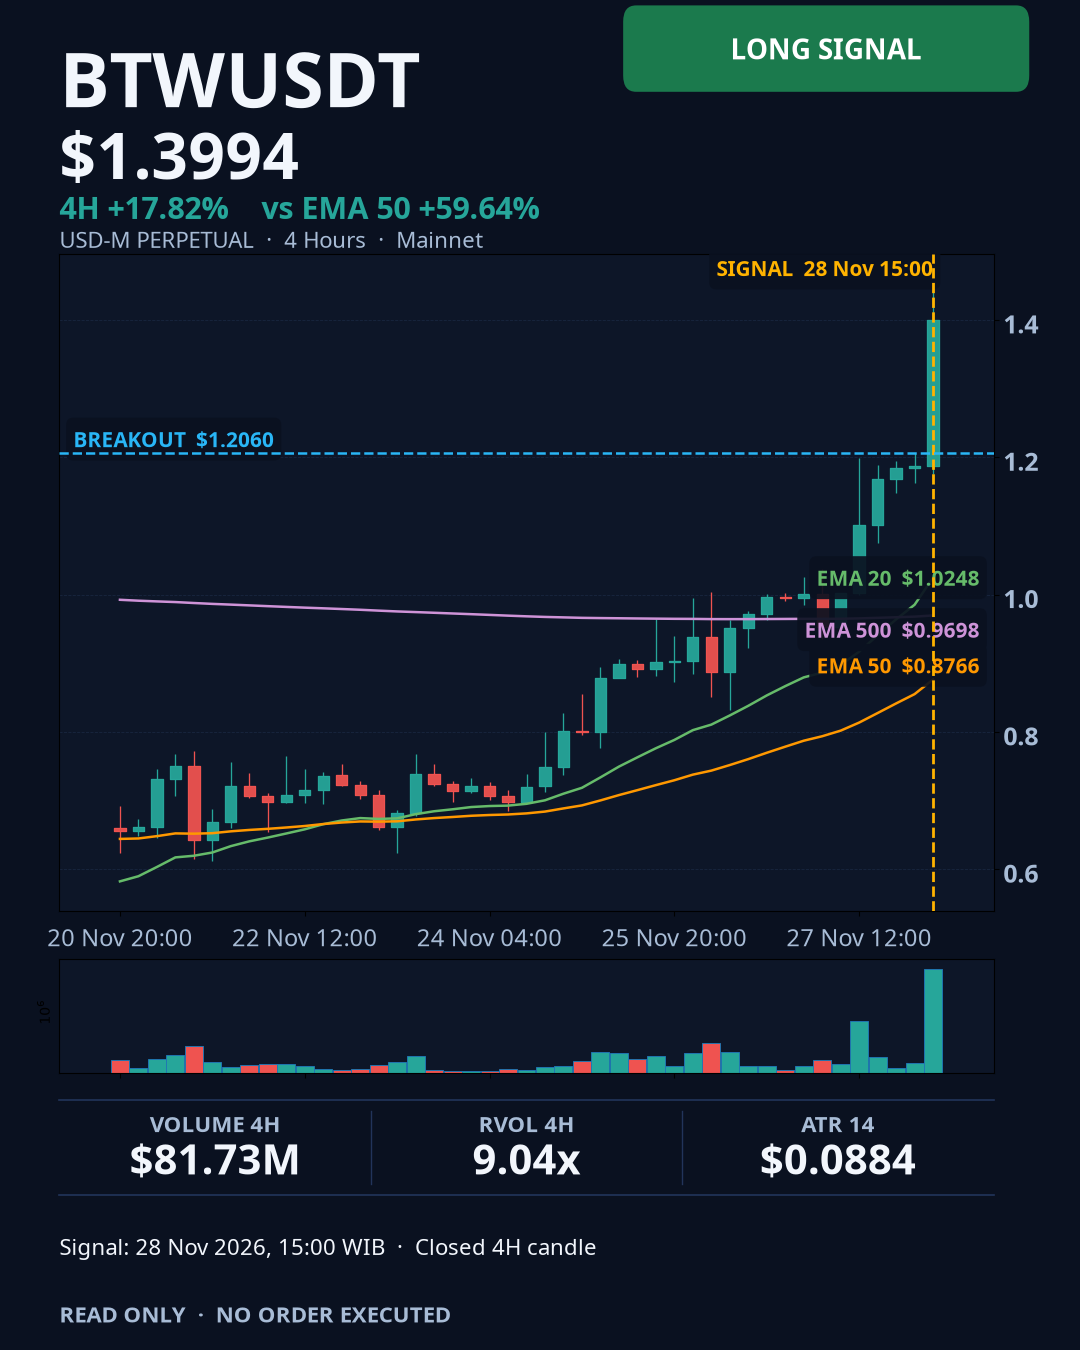 LONG SIGNAL
BTWUSDT
$1.3994
4H +17.82% vs EMA 50 +59.64%
USD-M PERPETUAL · 4 Hours · Mainnet
SIGNAL 28 Nov 15:00
1.4
BREAKOUT $1.2060
1.2
EMA 20 $1.0248
1.0
EMA 500 $0.9698
EMA 50 $0.8766
0.8
0.6
20 Nov 20:00 22 Nov 12:00 24 Nov 04:00 25 Nov 20:00 27 Nov 12:00
10⁶
VOLUME 4H RVOL 4H ATR 14
$81.73M 9.04x $0.0884
Signal: 28 Nov 2026, 15:00 WIB · Closed 4H candle
READ ONLY · NO ORDER EXECUTED